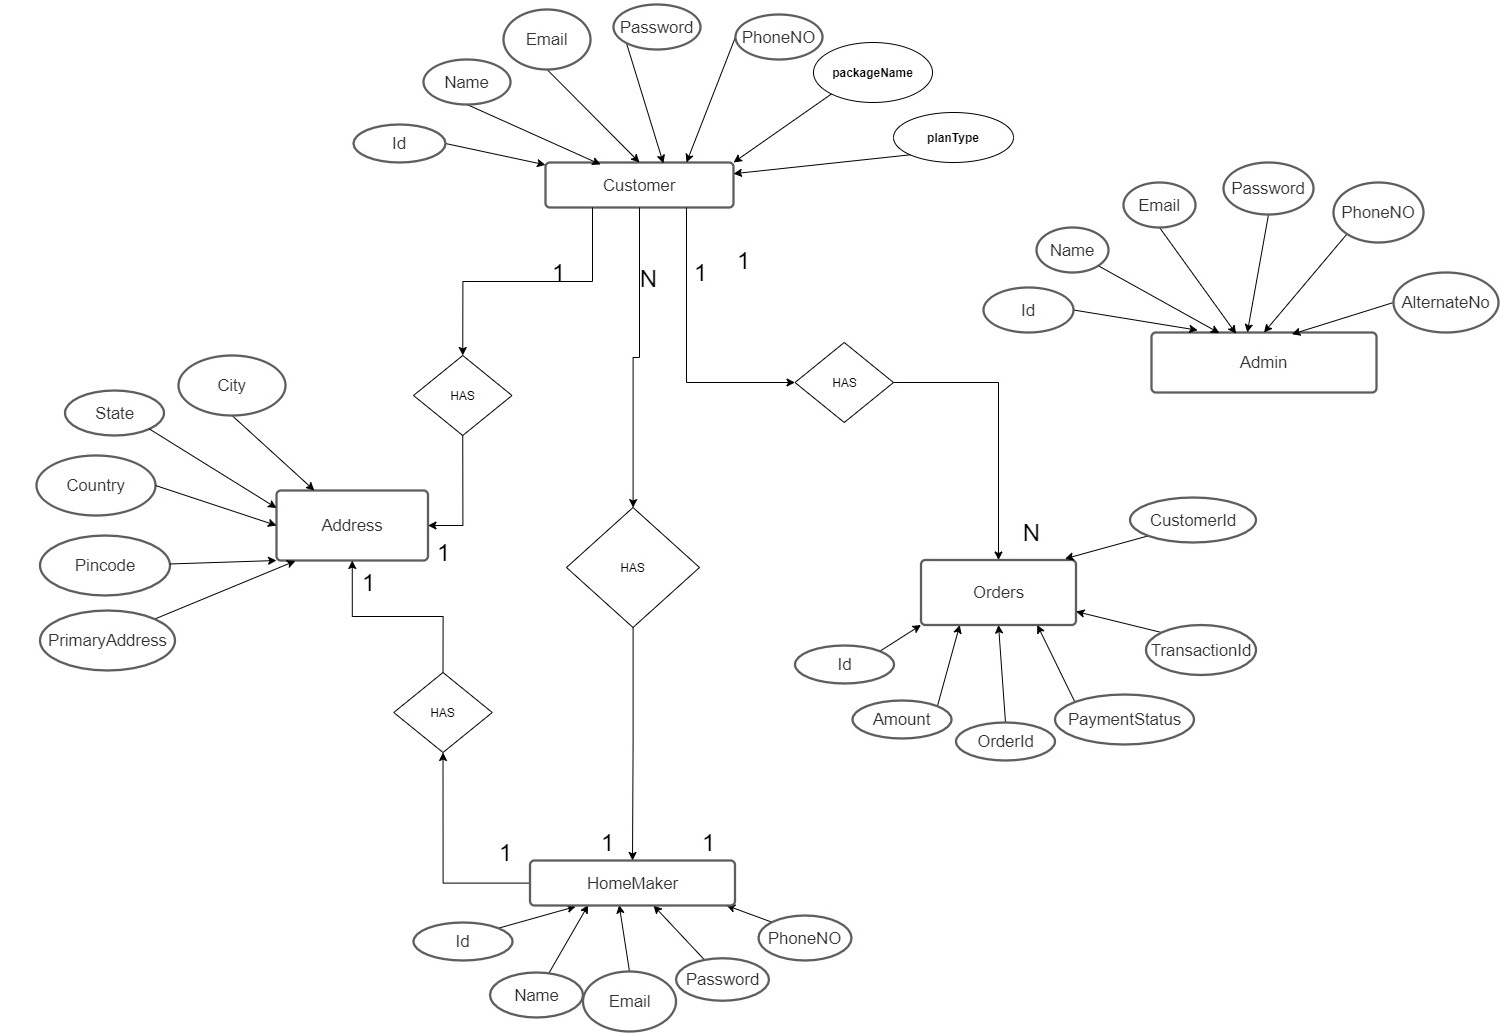 Email
Password
PhoneNO
packageName
Name
planType
Id
Customer
Password
Email
PhoneNO
Name
1
1
N
1
Id
AlternateNo
Admin
HAS
HAS
City
State
Country
Address
CustomerId
N
1
Pincode
HAS
1
Orders
PrimaryAddress
TransactionId
Id
HAS
Amount
PaymentStatus
OrderId
1
1
1
HomeMaker
Id
PhoneNO
Password
Name
Email